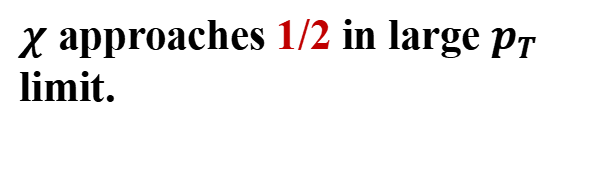 χ approaches 1/2 in large p_T
limit.